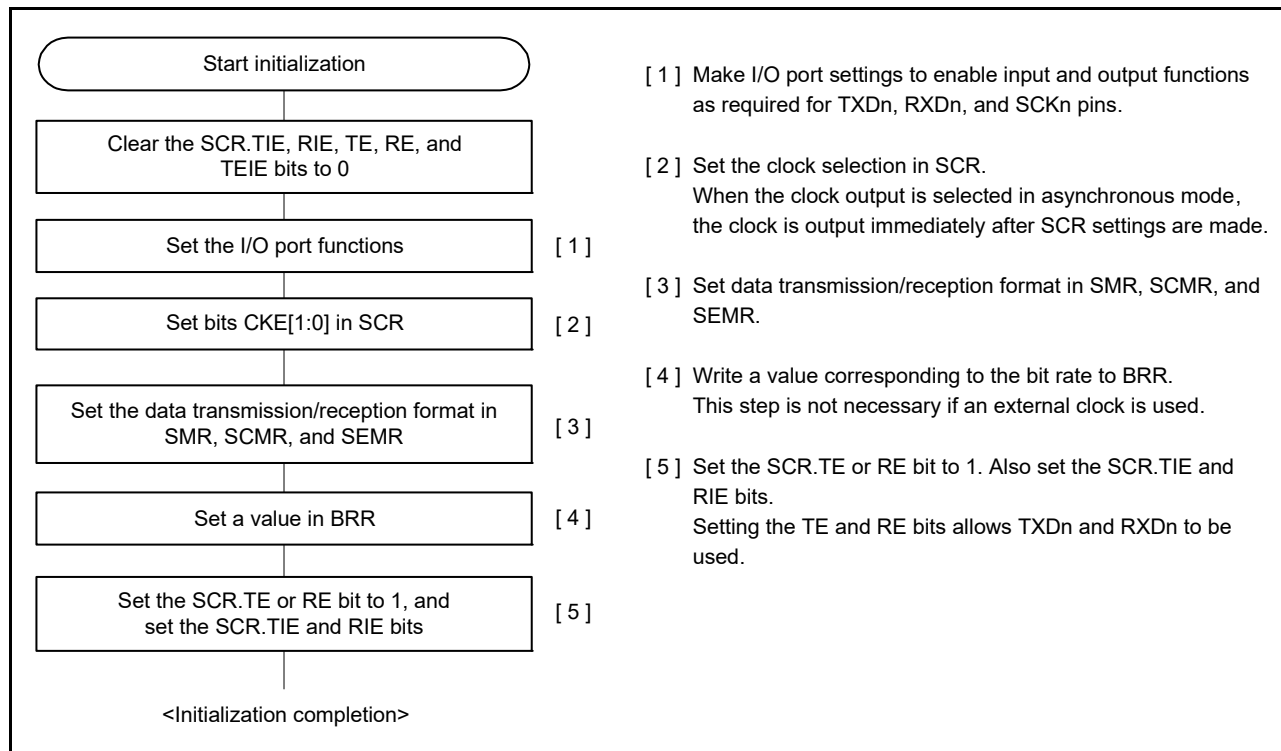 Start initialization
Clear the SCR.TIE, RIE, TE, RE, and
TEIE bits to 0
Set the I/O port functions
[ 1 ]
Set bits CKE[1:0] in SCR
[ 2 ]
Set the data transmission/reception format in
SMR, SCMR, and SEMR
[ 3 ]
Set a value in BRR
[ 4 ]
Set the SCR.TE or RE bit to 1, and
set the SCR.TIE and RIE bits
[ 5 ]
<Initialization completion>
[ 1 ] Make I/O port settings to enable input and output functions
as required for TXDn, RXDn, and SCKn pins.
[ 2 ] Set the clock selection in SCR.
When the clock output is selected in asynchronous mode,
the clock is output immediately after SCR settings are made.
[ 3 ] Set data transmission/reception format in SMR, SCMR, and
SEMR.
[ 4 ] Write a value corresponding to the bit rate to BRR.
This step is not necessary if an external clock is used.
[ 5 ] Set the SCR.TE or RE bit to 1. Also set the SCR.TIE and
RIE bits.
Setting the TE and RE bits allows TXDn and RXDn to be
used.